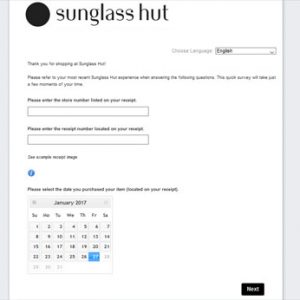 sunglass hut
Choose Language: English
Thank you for shopping at Sunglass Hut!
Please refer to your most recent Sunglass Hut experience when answering the following questions. This quick survey will take just
a few moments of your time.
Please enter the store number listed on your receipt.
Please enter the receipt number located on your receipt.
See example receipt image
i
Please select the date you purchased your item (located on your receipt).
January 2017
Su Mo Tu We Th Fr Sa
1 2 3 4 5 6 7
8 9 10 11 12 13 14
15 16 17 18 19 20 21
22 23 24 25 26 27 28
29 30 31
Next